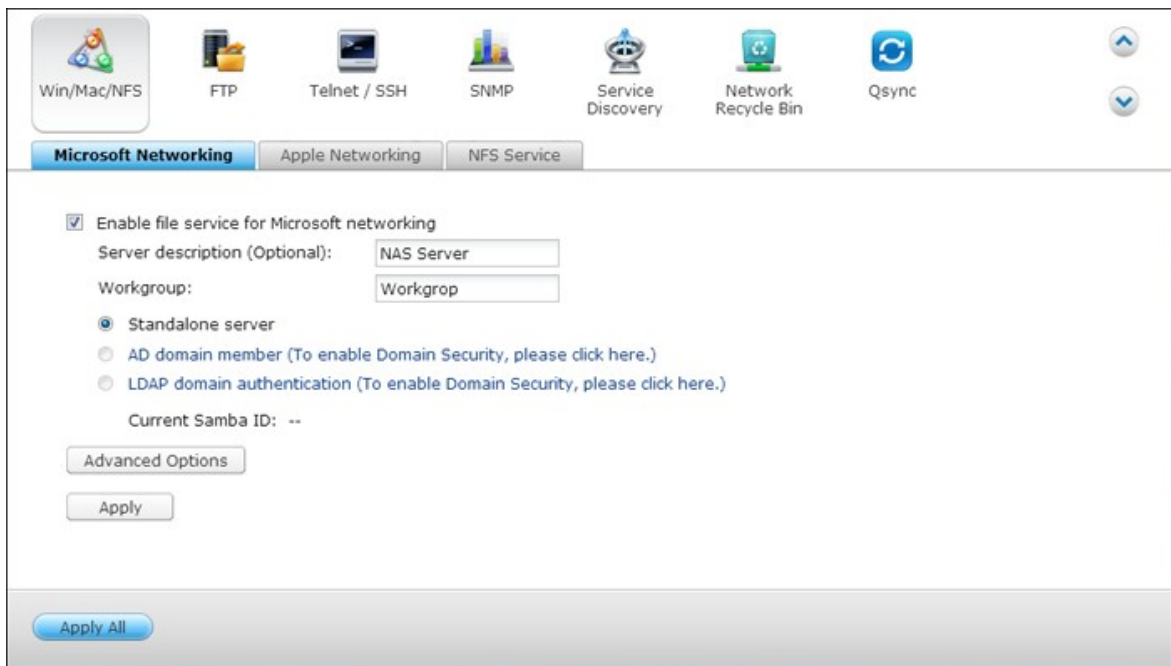 Win/Mac/NFS
FTP
Telnet / SSH
SNMP
Service
Discovery
Network
Recycle Bin
Qsync
Microsoft Networking
Apple Networking
NFS Service
Enable file service for Microsoft networking
Server description (Optional): NAS Server
Workgroup: Workgrop
Standalone server
AD domain member (To enable Domain Security, please click here.)
LDAP domain authentication (To enable Domain Security, please click here.)
Current Samba ID: --
Advanced Options
Apply
Apply All